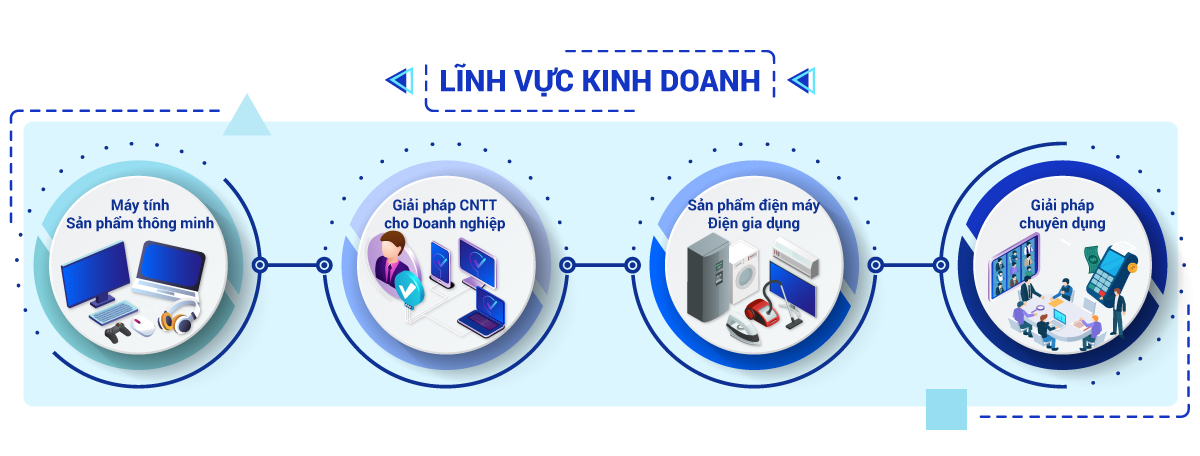 LĨNH VỰC KINH DOANH
Máy tính
Sản phẩm thông minh
Giải pháp CNTT
cho Doanh nghiệp
Sản phẩm điện máy
Điện gia dụng
Giải pháp
chuyên dụng